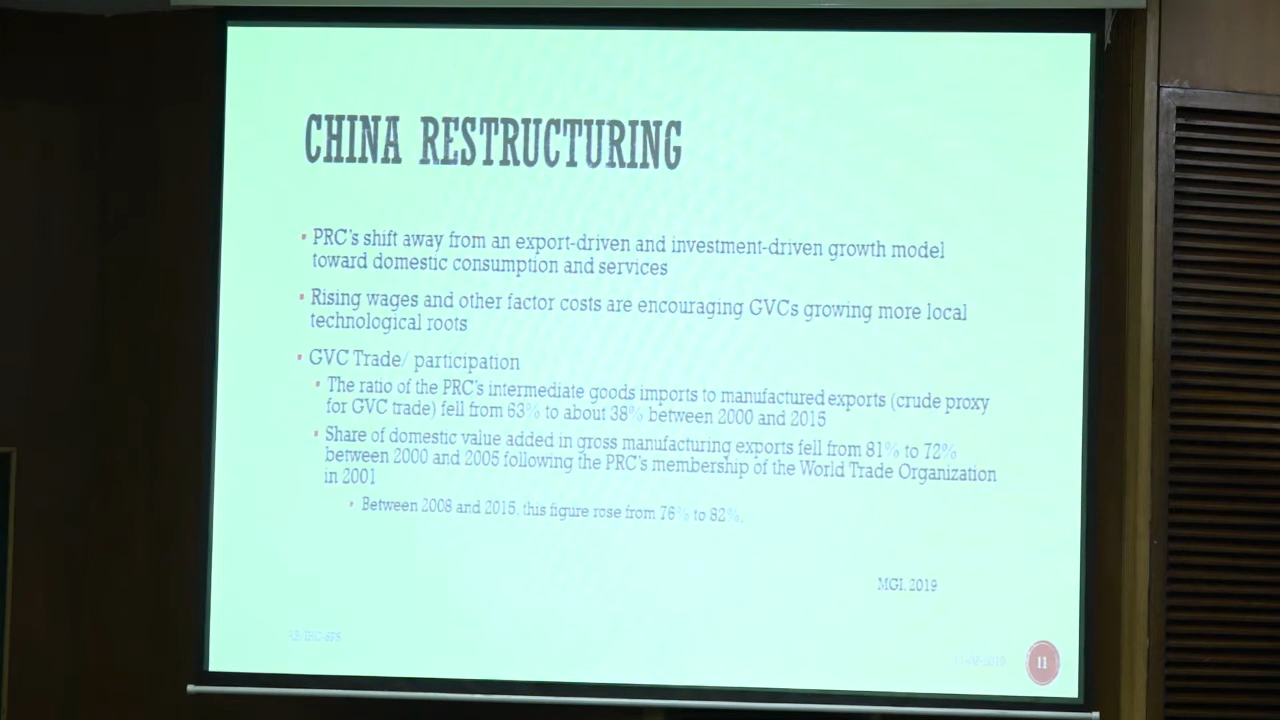 CHINA RESTRUCTURING
▪ PRC's shift away from an export-driven and investment-driven growth model
toward domestic consumption and services
▪ Rising wages and other factor costs are encouraging GVCs growing more local
technological roots
▪ GVC Trade/ participation
▪ The ratio of the PRC's intermediate goods imports to manufactured exports (crude proxy
for GVC trade) fell from 63% to about 38% between 2000 and 2015
▪ Share of domestic value added in gross manufacturing exports fell from 81% to 72%
between 2000 and 2005 following the PRC's membership of the World Trade Organization
in 2001
▪ Between 2008 and 2015, this figure rose from 76% to 82%.
MGI, 2019
11